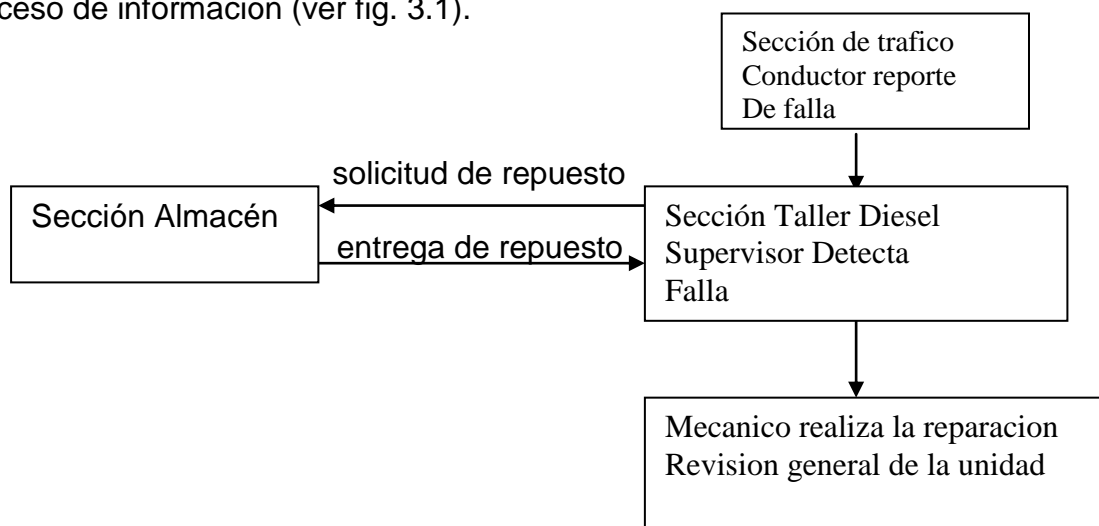 ceso de información (ver fig. 3.1).
Sección de trafico
Conductor reporte
De falla
solicitud de repuesto
Sección Almacén
entrega de repuesto
Sección Taller Diesel
Supervisor Detecta
Falla
Mecanico realiza la reparacion
Revision general de la unidad